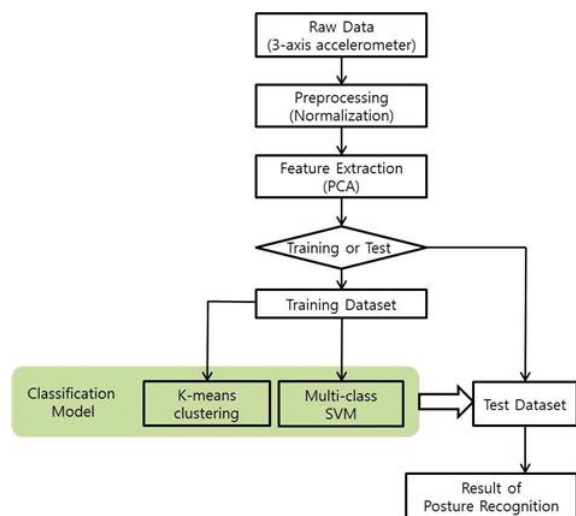 Raw Data
(3-axis accelerometer)
Preprocessing
(Normalization)
Feature Extraction
(PCA)
Training or Test
Training Dataset
Classification
Model
K-means
clustering
Multi-class
SVM
Test Dataset
Result of
Posture Recognition